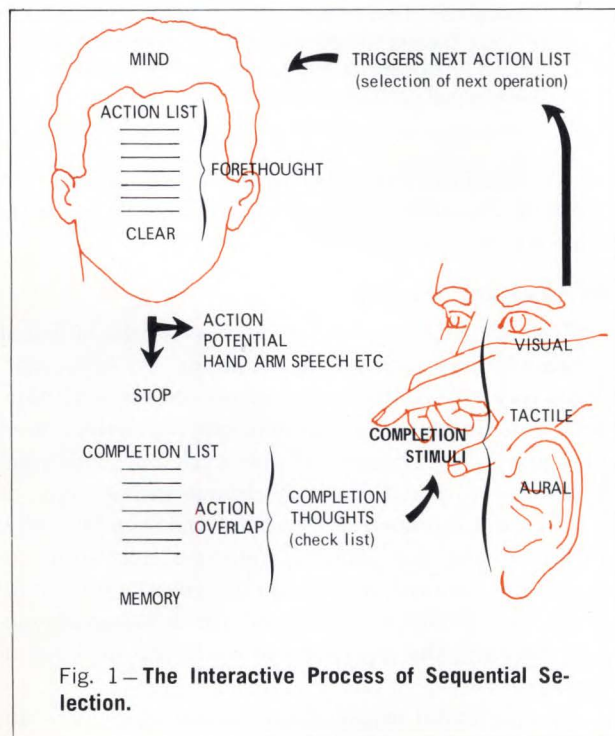 MIND
ACTION LIST
FORETHOUGHT
CLEAR
TRIGGERS NEXT ACTION LIST
(selection of next operation)
ACTION
POTENTIAL
HAND ARM SPEECH ETC
STOP
COMPLETION LIST
ACTION
OVERLAP
MEMORY
COMPLETION
THOUGHTS
(check list)
COMPLETION
STIMULI
VISUAL
TACTILE
AURAL
Fig. 1 – The Interactive Process of Sequential Se-
lection.